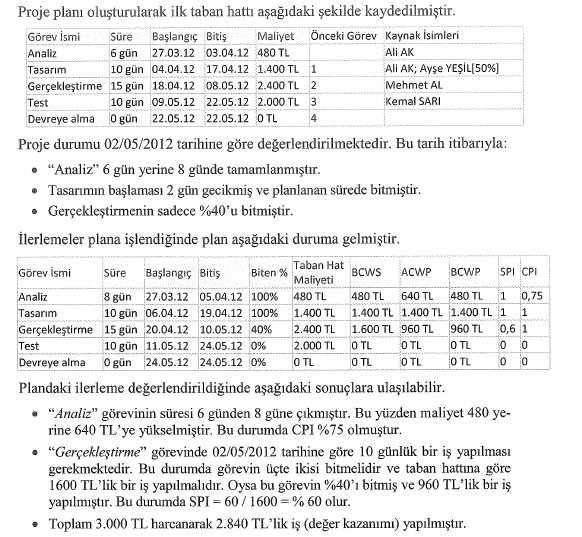 Proje planı oluşturularak ilk taban hattı aşağıdaki şekilde kaydedilmiştir.
Görev İsmi Süre Başlangıç Bitiş Maliyet Önceki Görev Kaynak İsimleri
Analiz 6 gün 27.03.12 03.04.12 480 TL Ali AK
Tasarım 10 gün 04.04.12 17.04.12 1.400 TL 1 Ali AK; Ayşe YEŞİL[50%]
Gerçekleştirme 15 gün 18.04.12 08.05.12 2.400 TL 2 Mehmet AL
Test 10 gün 09.05.12 22.05.12 2.000 TL 3 Kemal SARI
Devreye alma 0 gün 22.05.12 22.05.12 0 TL 4
Proje durumu 02/05/2012 tarihine göre değerlendirilmektedir. Bu tarih itibarıyla:
• "Analiz" 6 gün yerine 8 günde tamamlanmıştır.
• Tasarımın başlaması 2 gün gecikmiş ve planlanan sürede bitmiştir.
• Gerçekleştirmenin sadece %40'u bitmiştir.
İlerlemeler plana işlendiğinde plan aşağıdaki duruma gelmiştir.
Görev İsmi Süre Başlangıç Bitiş Biten % Taban Hat Maliyeti BCWS ACWP BCWP SPI CPI
Analiz 8 gün 27.03.12 05.04.12 100% 480 TL 480 TL 640 TL 480 TL 1 0,75
Tasarım 10 gün 06.04.12 19.04.12 100% 1.400 TL 1.400 TL 1.400 TL 1.400 TL 1 1
Gerçekleştirme 15 gün 20.04.12 10.05.12 40% 2.400 TL 1.600 TL 960 TL 960 TL 0,6 1
Test 10 gün 11.05.12 24.05.12 0% 2.000 TL 0 TL 0 TL 0 TL 0 0
Devreye alma 0 gün 24.05.12 24.05.12 0% 0 TL 0 TL 0 TL 0 TL 0 0
Plandaki ilerleme değerlendirildiğinde aşağıdaki sonuçlara ulaşılabilir.
• "Analiz" görevinin süresi 6 günden 8 güne çıkmıştır. Bu yüzden maliyet 480 ye-
rine 640 TL'ye yükselmiştir. Bu durumda CPI %75 olmuştur.
• "Gerçekleştirme" görevinde 02/05/2012 tarihine göre 10 günlük bir iş yapılması
gerekmektedir. Bu durumda görevin üçte ikisi bitmelidir ve taban hattına göre
1600 TL'lik bir iş yapılmalıdır. Oysa bu görevin %40'ı bitmiş ve 960 TL'lik bir iş
yapılmıştır. Bu durumda SPI = 60 / 1600 = % 60 olur.
• Toplam 3.000 TL harcanarak 2.840 TL'lik iş (değer kazanımı) yapılmıştır.